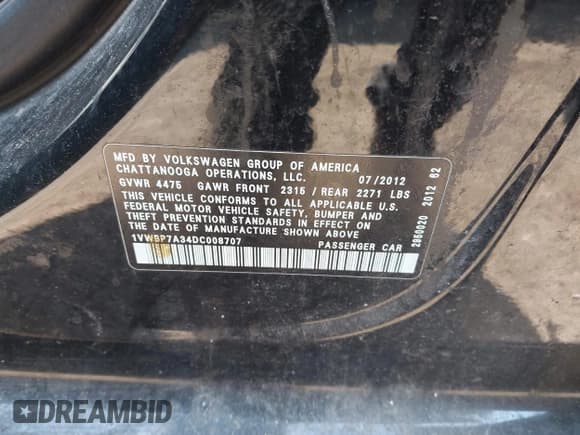 MFD BY VOLKSWAGEN GROUP OF AMERICA
CHATTANOOGA OPERATIONS, LLC. 07/2012
GVWR 4475 GAWR FRONT 2315 / REAR 2271 LBS
THIS VEHICLE CONFORMS TO ALL APPLICABLE U.S.
FEDERAL MOTOR VEHICLE SAFETY, BUMPER AND
THEFT PREVENTION STANDARDS IN EFFECT ON
THE DATE OF MANUFACTURE SHOWN ABOVE
1VWBP7A34DC008707 PASSENGER CAR
2960020 2012 82
DREAMBID